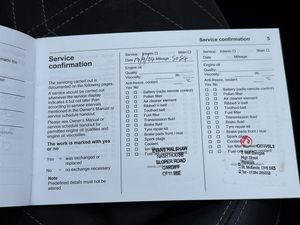 Service confirmation 5
Service
confirmation
The servicing carried out is
documented on the following pages.
A service should be carried out
whenever the service display
indicates it but not later than
according to service intervals
mentioned in the Owner's Manual or
service schedule handout.
Please see Owner's Manual or
service schedule handout for
permitted engine oil qualities and
engine oil viscosities.
The work is marked with yes
or no
Yes was exchanged or
replaced
No no exchange necessary
Note
Predefined details must not be
altered.
Service: Interim Main
Date Mileage 5054
Engine oil
Quality:
Viscosity: W-
Anti-freeze, coolant
Yes No
Battery (radio remote control)
Pollen filter
Air cleaner element
Ribbed V-belt
Toothed belt
Fuel filter
Transmission fluid
Brake fluid
Tyre repair kit
Brake pads front / rear
Spark plugs
Coolant
SLOPER ROAD
CARDIFF
Service: Interim Main
Date Mileage
Engine oil
Quality:
Viscosity: W-
Anti-freeze, coolant
Yes No
Battery (radio remote control)
Pollen filter
Air cleaner element
Ribbed V-belt
Toothed belt
Fuel filter
Transmission fluid
Brake fluid
Tyre repair kit
Brake pads front / rear
Spark plugs
Coolant
High Street